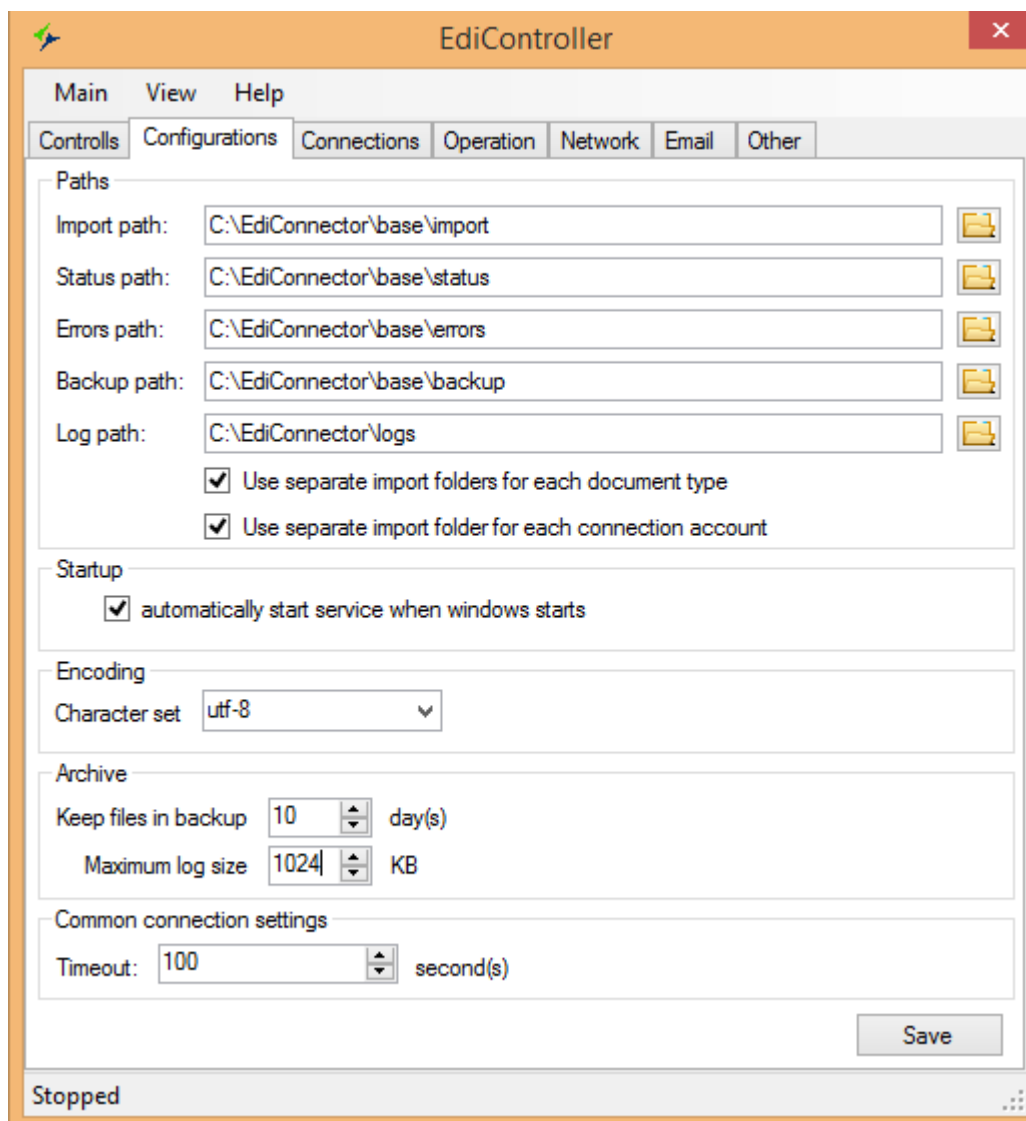 EdiController
Main View Help
Controlls Configurations Connections Operation Network Email Other
Paths
Import path: C:\EdiConnector\base\import
Status path: C:\EdiConnector\base\status
Errors path: C:\EdiConnector\base\errors
Backup path: C:\EdiConnector\base\backup
Log path: C:\EdiConnector\logs
Use separate import folders for each document type
Use separate import folder for each connection account
Startup
automatically start service when windows starts
Encoding
Character set utf-8
Archive
Keep files in backup 10 day(s)
Maximum log size 1024 KB
Common connection settings
Timeout: 100 second(s)
Save
Stopped